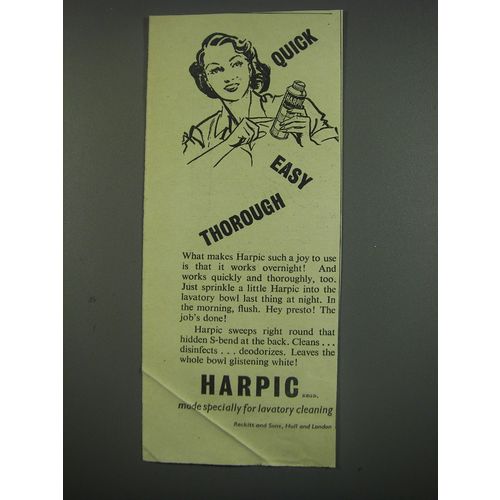 QUICK
HARPIC
EASY
THOROUGH
What makes Harpic such a joy to use
is that it works overnight! And
works quickly and thoroughly, too.
Just sprinkle a little Harpic into the
lavatory bowl last thing at night. In
the morning, flush. Hey presto! The
job's done!
Harpic sweeps right round that
hidden S-bend at the back. Cleans . . .
disinfects . . . deodorizes. Leaves the
whole bowl glistening white!
HARPIC REGD.
made specially for lavatory cleaning
Reckitt and Sons, Hull and London